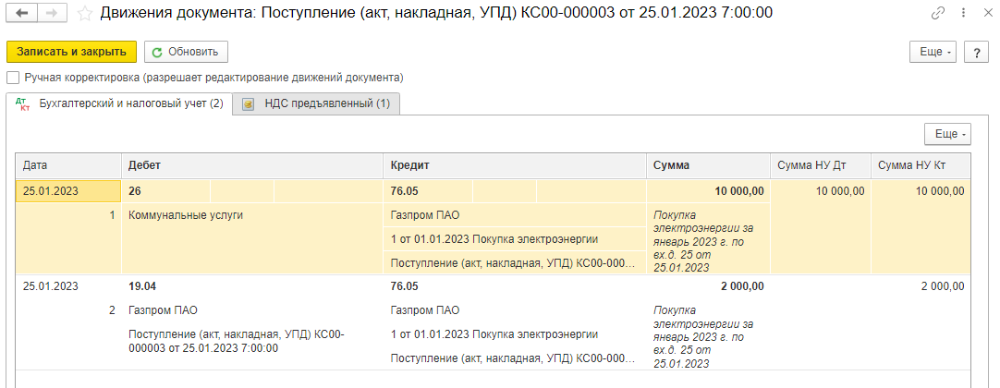 Движения документа: Поступление (акт, накладная, УПД) КС00-000003 от 25.01.2023 7:00:00
Записать и закрыть Обновить Еще - ?
Ручная корректировка (разрешает редактирование движений документа)
Дт Кт Бухгалтерский и налоговый учет (2) НДС предъявленный (1)
Еще -
Дата Дебет Кредит Сумма Сумма НУ Дт Сумма НУ Кт
25.01.2023 26 76.05 10 000,00 10 000,00 10 000,00
1 Коммунальные услуги Газпром ПАО Покупка
электроэнергии за
1 от 01.01.2023 Покупка электроэнергии январь 2023 г. по
вх.д. 25 от
Поступление (акт, накладная, УПД) КС00-000... 25.01.2023
25.01.2023 19.04 76.05 2 000,00 2 000,00
2 Газпром ПАО Газпром ПАО Покупка
электроэнергии за
Поступление (акт, накладная, УПД) КС00- 1 от 01.01.2023 Покупка электроэнергии январь 2023 г. по
000003 от 25.01.2023 7:00:00 вх.д. 25 от
Поступление (акт, накладная, УПД) КС00-000... 25.01.2023